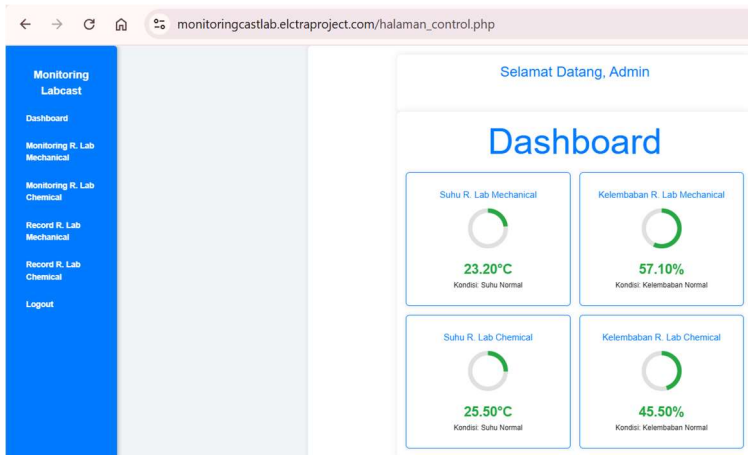 monitoringcastlab.elctraproject.com/halaman_control.php
Monitoring
Labcast
Dashboard
Monitoring R. Lab
Mechanical
Monitoring R. Lab
Chemical
Record R. Lab
Mechanical
Record R. Lab
Chemical
Logout
Selamat Datang, Admin
Dashboard
Suhu R. Lab Mechanical
23.20°C
Kondisi: Suhu Normal
Kelembaban R. Lab Mechanical
57.10%
Kondisi: Kelembaban Normal
Suhu R. Lab Chemical
25.50°C
Kondisi: Suhu Normal
Kelembaban R. Lab Chemical
45.50%
Kondisi: Kelembaban Normal